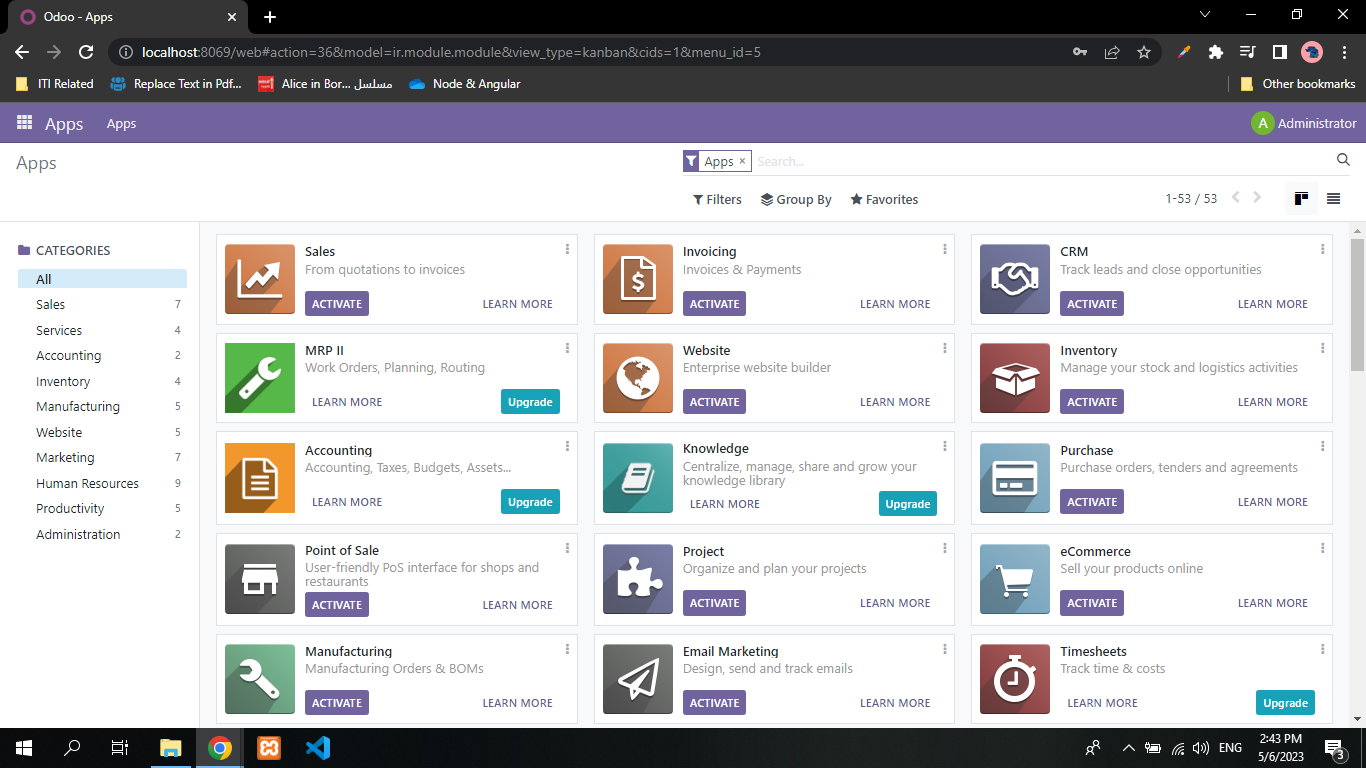 Odoo - Apps
localhost:8069/web#action=36&model=ir.module.module&view_type=kanban&cids=1&menu_id=5
ITI Related
Replace Text in Pdf...
Alice in Bor... مسلسل
Node & Angular
Other bookmarks
Apps
Apps
A
Administrator
Apps
Apps ×
Search...
Filters
Group By
Favorites
1-53 / 53
CATEGORIES
All
Sales 7
Services 4
Accounting 2
Inventory 4
Manufacturing 5
Website 5
Marketing 7
Human Resources 9
Productivity 5
Administration 2
Sales
From quotations to invoices
ACTIVATE
LEARN MORE
Invoicing
Invoices & Payments
ACTIVATE
LEARN MORE
CRM
Track leads and close opportunities
ACTIVATE
LEARN MORE
MRP II
Work Orders, Planning, Routing
LEARN MORE
Upgrade
Website
Enterprise website builder
ACTIVATE
LEARN MORE
Inventory
Manage your stock and logistics activities
ACTIVATE
LEARN MORE
Accounting
Accounting, Taxes, Budgets, Assets...
LEARN MORE
Upgrade
Knowledge
Centralize, manage, share and grow your
knowledge library
LEARN MORE
Upgrade
Purchase
Purchase orders, tenders and agreements
ACTIVATE
LEARN MORE
Point of Sale
User-friendly PoS interface for shops and
restaurants
ACTIVATE
LEARN MORE
Project
Organize and plan your projects
ACTIVATE
LEARN MORE
eCommerce
Sell your products online
ACTIVATE
LEARN MORE
Manufacturing
Manufacturing Orders & BOMs
ACTIVATE
LEARN MORE
Email Marketing
Design, send and track emails
ACTIVATE
LEARN MORE
Timesheets
Track time & costs
LEARN MORE
Upgrade
ENG
2:43 PM
5/6/2023
3